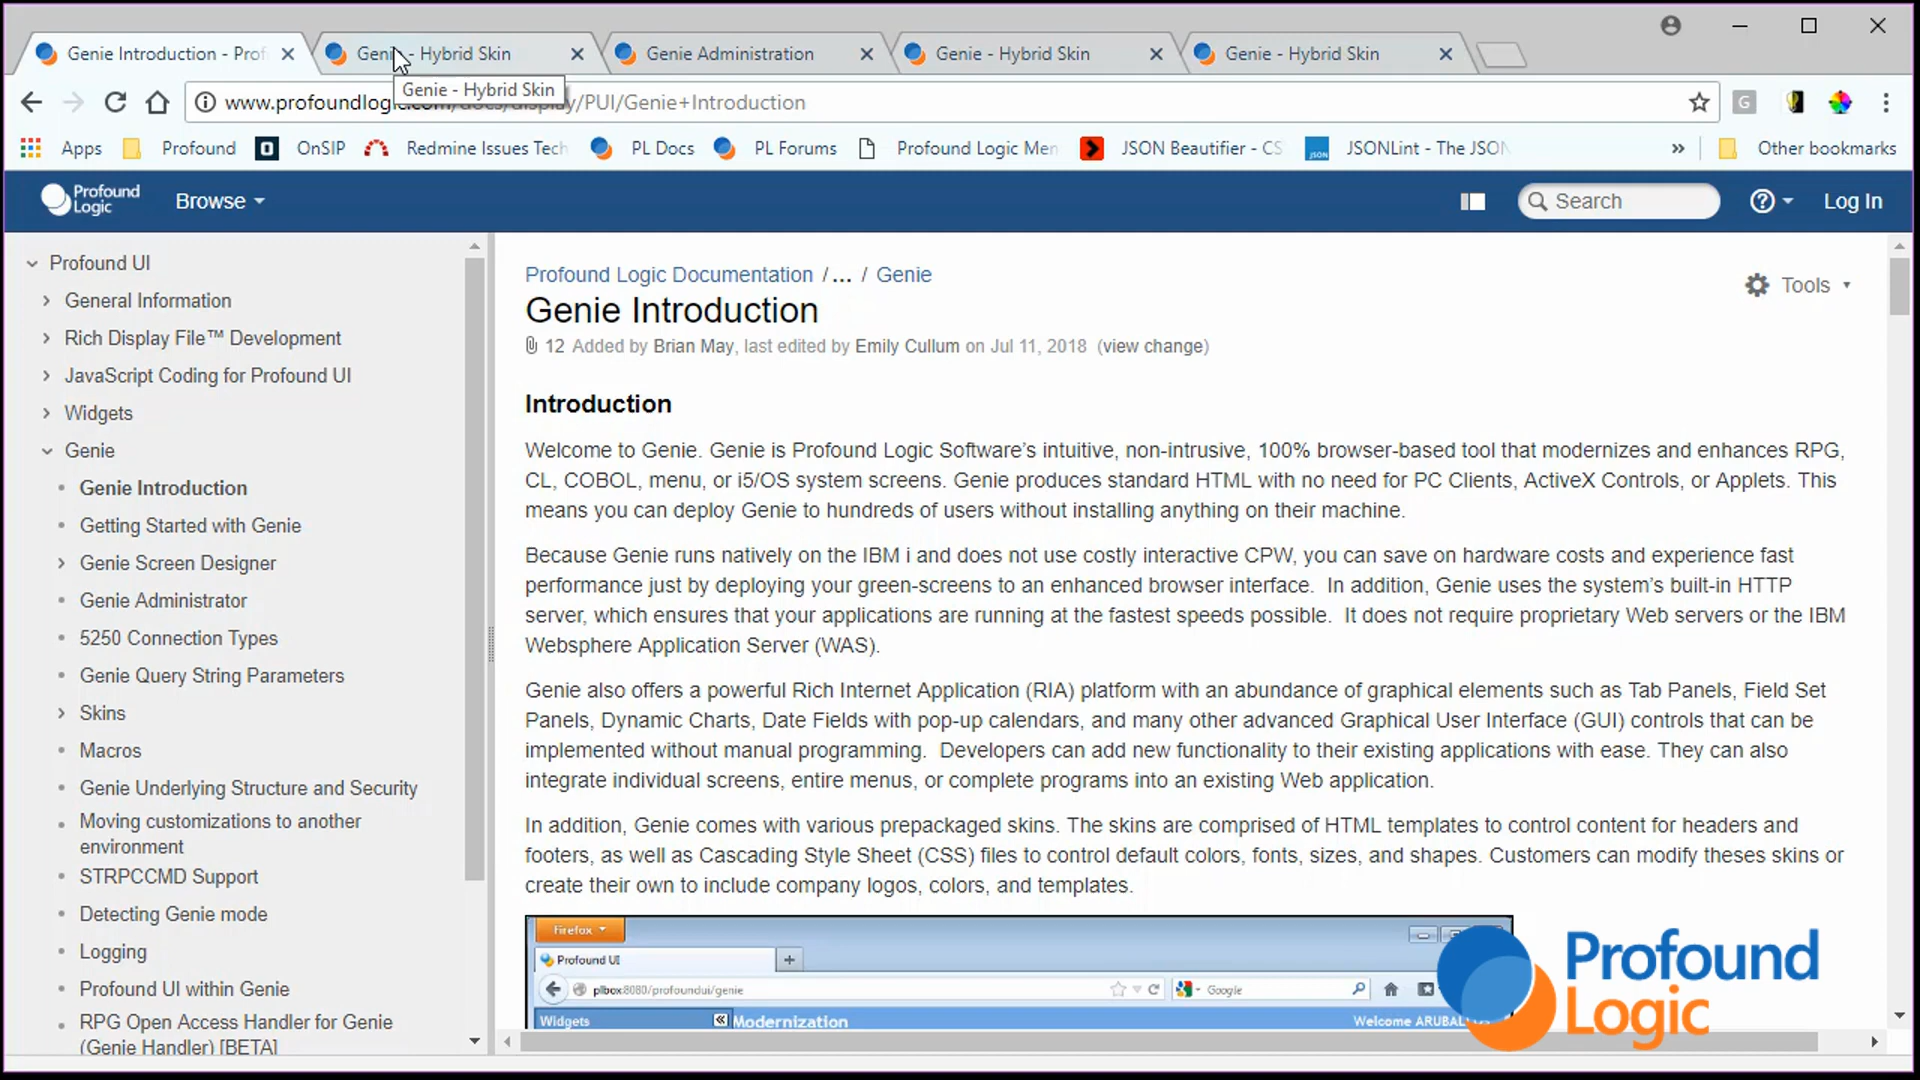 Genie Introduction - Prof
Genie - Hybrid Skin
Genie Administration
Genie - Hybrid Skin
Genie - Hybrid Skin
Genie - Hybrid Skin
www.profoundlogic.com/docs/display/PUI/Genie+Introduction
G
Apps
Profound
OnSIP
Redmine Issues Tech
PL Docs
PL Forums
Profound Logic Mem
JSON Beautifier - CS
JSON
JSONLint - The JSON
»
Other bookmarks
Profound
Logic
Browse
Search
Log In
Profound UI
General Information
Rich Display File™ Development
JavaScript Coding for Profound UI
Widgets
Genie
Genie Introduction
Getting Started with Genie
Genie Screen Designer
Genie Administrator
5250 Connection Types
Genie Query String Parameters
Skins
Macros
Genie Underlying Structure and Security
Moving customizations to another
environment
STRPCCMD Support
Detecting Genie mode
Logging
Profound UI within Genie
RPG Open Access Handler for Genie
(Genie Handler) [BETA]
Profound Logic Documentation / ... / Genie
Tools
Genie Introduction
12 Added by Brian May, last edited by Emily Cullum on Jul 11, 2018 (view change)
Introduction
Welcome to Genie. Genie is Profound Logic Software's intuitive, non-intrusive, 100% browser-based tool that modernizes and enhances RPG,
CL, COBOL, menu, or i5/OS system screens. Genie produces standard HTML with no need for PC Clients, ActiveX Controls, or Applets. This
means you can deploy Genie to hundreds of users without installing anything on their machine.
Because Genie runs natively on the IBM i and does not use costly interactive CPW, you can save on hardware costs and experience fast
performance just by deploying your green-screens to an enhanced browser interface. In addition, Genie uses the system's built-in HTTP
server, which ensures that your applications are running at the fastest speeds possible. It does not require proprietary Web servers or the IBM
Websphere Application Server (WAS).
Genie also offers a powerful Rich Internet Application (RIA) platform with an abundance of graphical elements such as Tab Panels, Field Set
Panels, Dynamic Charts, Date Fields with pop-up calendars, and many other advanced Graphical User Interface (GUI) controls that can be
implemented without manual programming. Developers can add new functionality to their existing applications with ease. They can also
integrate individual screens, entire menus, or complete programs into an existing Web application.
In addition, Genie comes with various prepackaged skins. The skins are comprised of HTML templates to control content for headers and
footers, as well as Cascading Style Sheet (CSS) files to control default colors, fonts, sizes, and shapes. Customers can modify theses skins or
create their own to include company logos, colors, and templates.
Firefox
Profound UI
plbox:8080/profoundui/genie
Google
Widgets
Modernization
Welcome
Profound
Logic